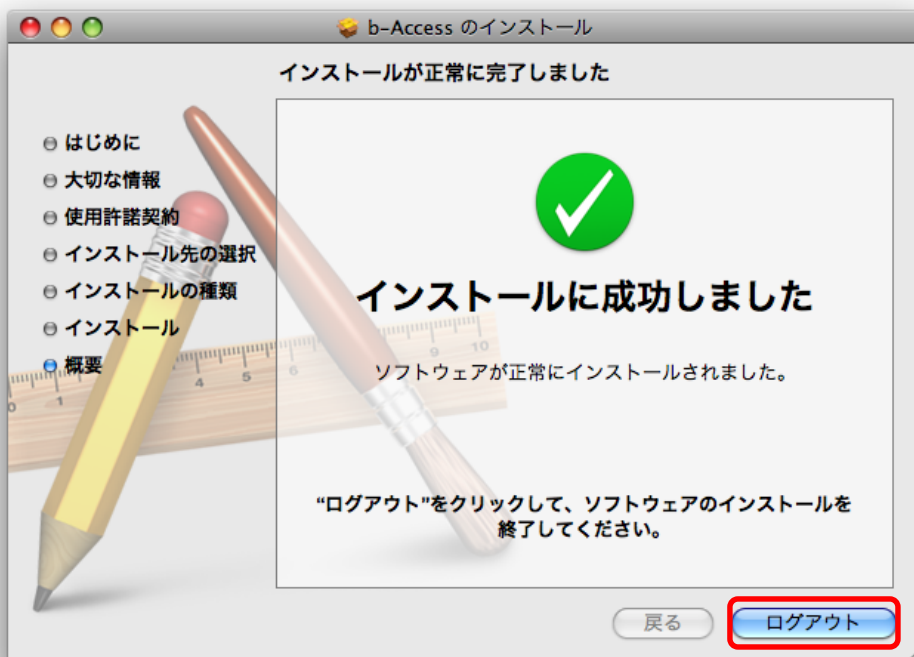 b-Access のインストール
インストールが正常に完了しました
はじめに
大切な情報
使用許諾契約
インストール先の選択
インストールの種類
インストール
概要
インストールに成功しました
ソフトウェアが正常にインストールされました。
“ログアウト”をクリックして、ソフトウェアのインストールを
終了してください。
0 1 4 5 6 9 10
戻る
ログアウト